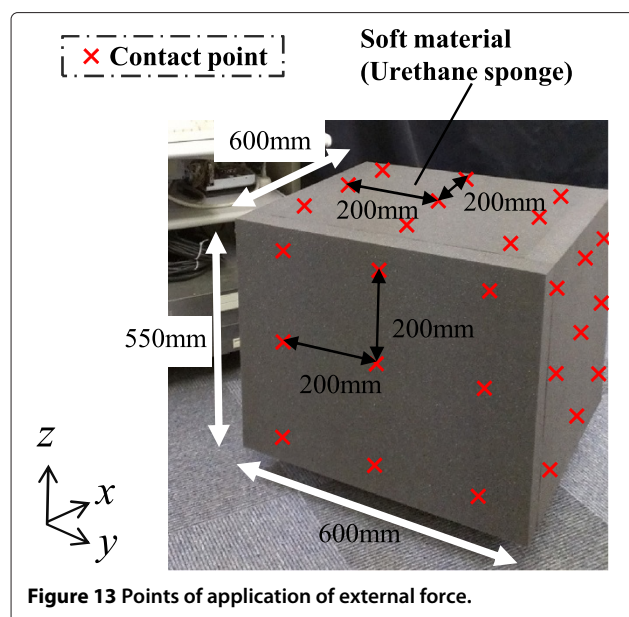 × Contact point
Soft material
(Urethane sponge)
600mm
200mm
200mm
550mm
200mm
200mm
z
x
y
600mm
Figure 13 Points of application of external force.